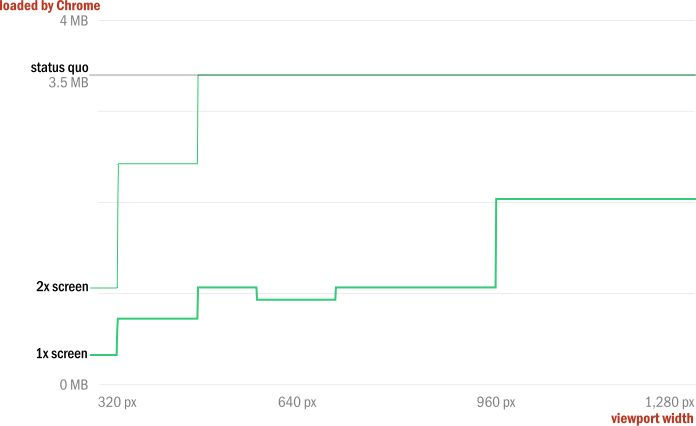 loaded by Chrome
4 MB
status quo
3.5 MB
2x screen
1x screen
0 MB
320 px
640 px
960 px
1,280 px
viewport width